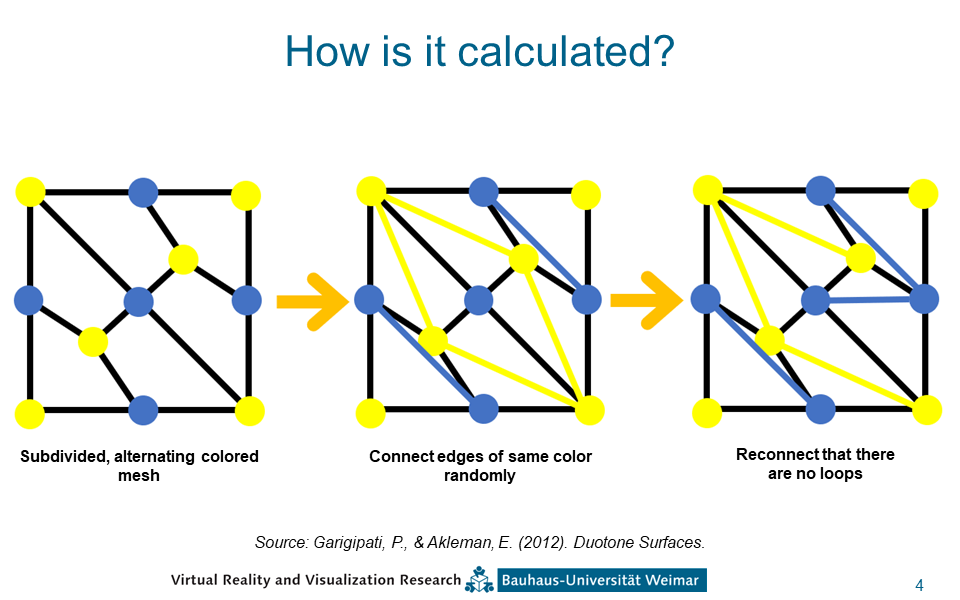 How is it calculated?
Subdivided, alternating colored
mesh
Connect edges of same color
randomly
Reconnect that there
are no loops
Source: Garigipati, P., & Akleman, E. (2012). Duotone Surfaces.
Virtual Reality and Visualization Research Bauhaus-Universität Weimar
4